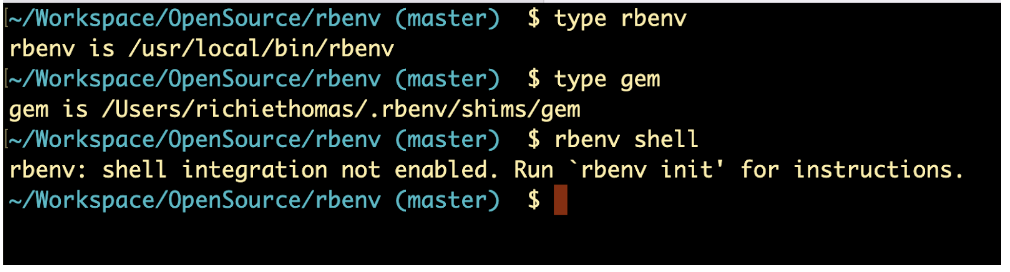 ~/Workspace/OpenSource/rbenv (master)  $ type rbenv
rbenv is /usr/local/bin/rbenv
~/Workspace/OpenSource/rbenv (master)  $ type gem
gem is /Users/richiethomas/.rbenv/shims/gem
~/Workspace/OpenSource/rbenv (master)  $ rbenv shell
rbenv: shell integration not enabled. Run `rbenv init' for instructions.
~/Workspace/OpenSource/rbenv (master)  $